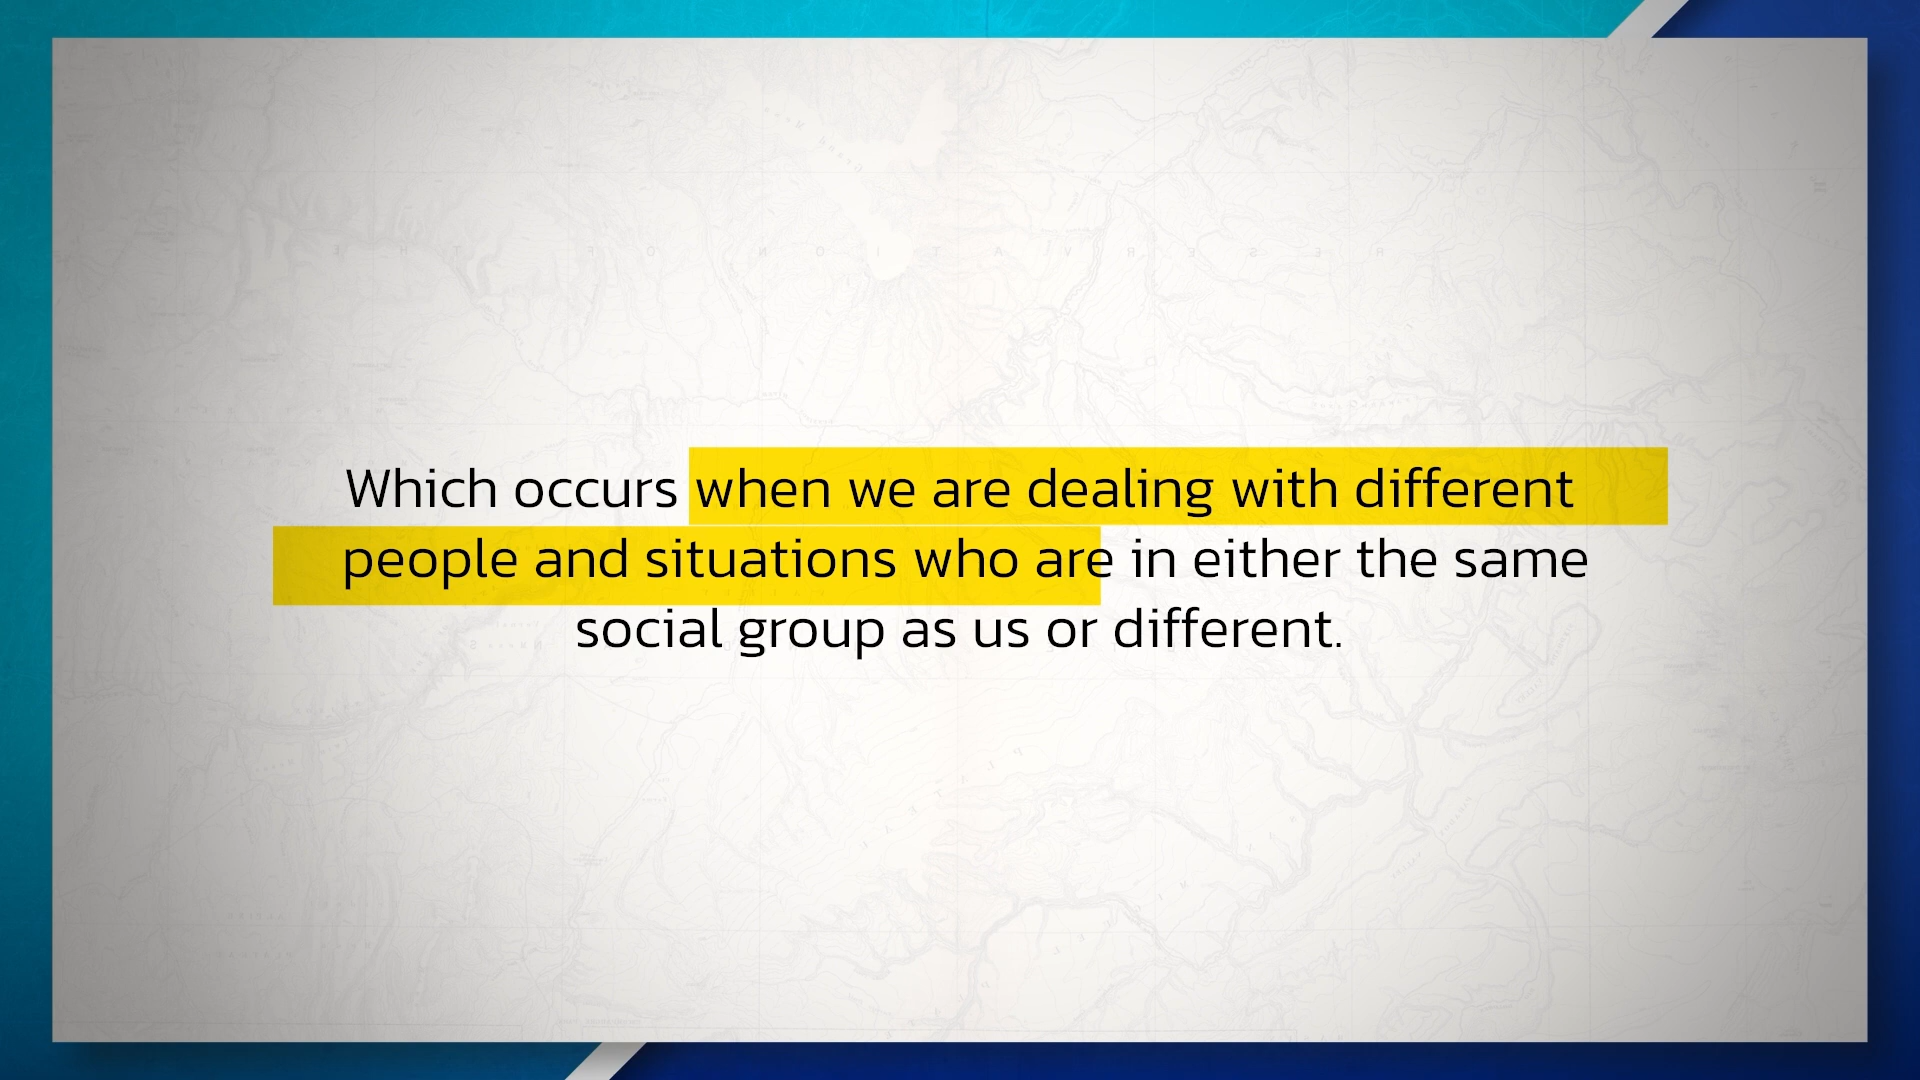 Which occurs when we are dealing with different
people and situations who are in either the same
social group as us or different.